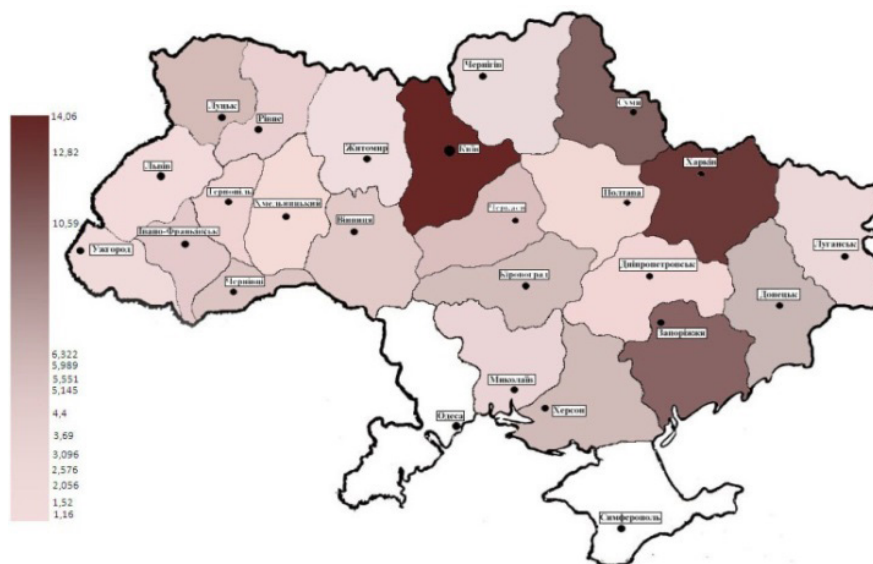 14,06
12,82
10,59
6,322
5,989
5,551
5,145
4,4
3,69
3,096
2,576
2,056
1,52
1,16
Чернігів
Луцьк
Рівне
Суми
Житомир
Київ
Харків
Львів
Тернопіль
Хмельницький
Полтава
Черкаси
Вінниця
Івано-Франківськ
Ужгород
Луганськ
Дніпропетровськ
Кіровоград
Чернівці
Донецьк
Запоріжжя
Миколаїв
Херсон
Одеса
Симферополь